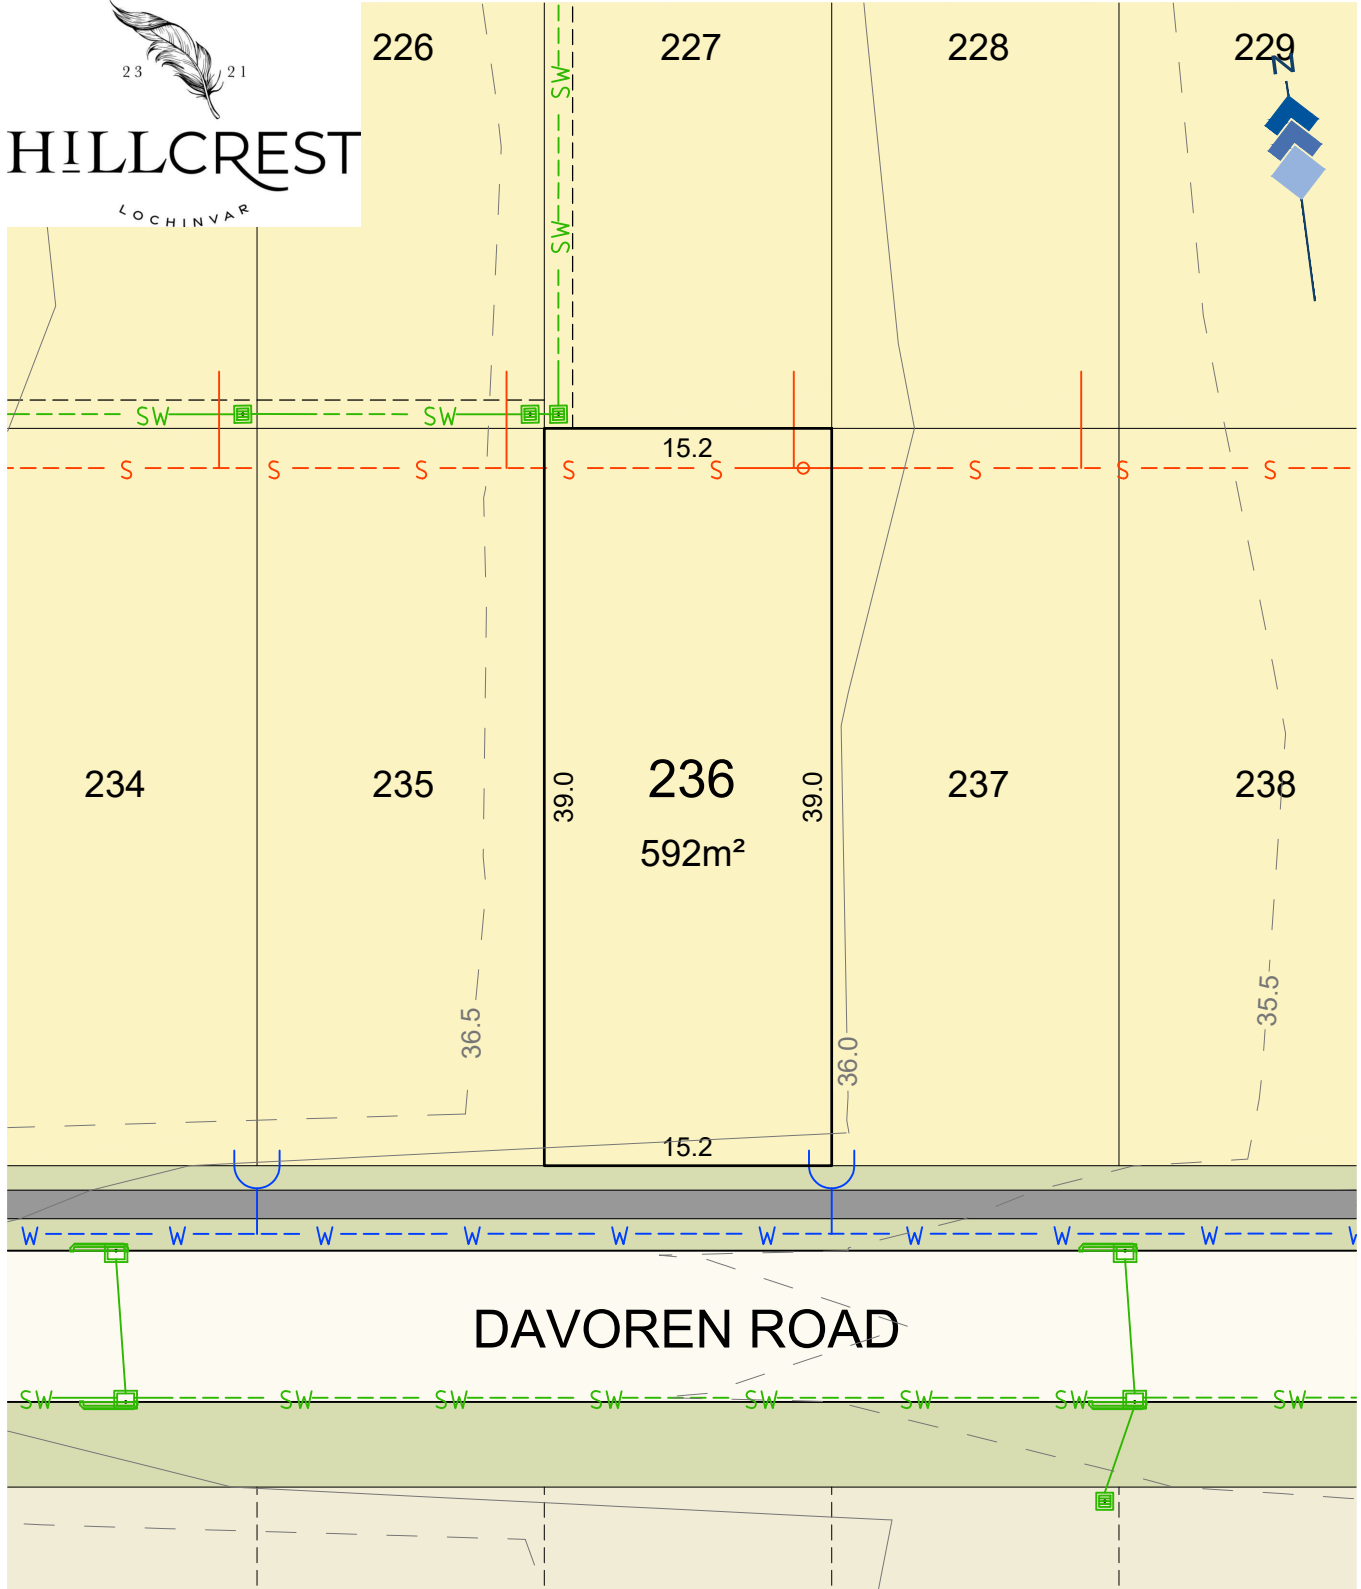 23 21
HILLCREST
LOCHINVAR
226
227
228
229
N
SW
SW
SW
SW
15.2
S
S
S
S
S
S
S
S
234
235
236
237
238
39.0
39.0
592m²
36.5
36.0
35.5
15.2
W
W
W
W
W
W
W
W
W
W
DAVOREN ROAD
SW
SW
SW
SW
SW
SW
SW
SW